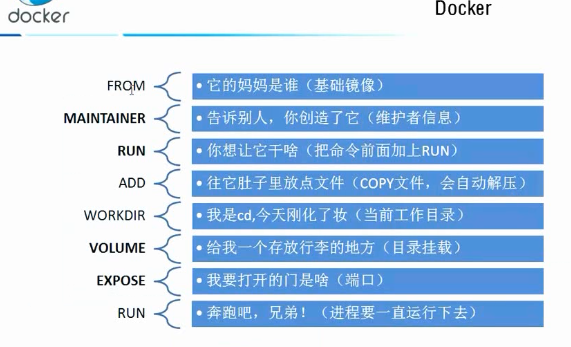 docker
Docker
FROM
• 它的妈妈是谁（基础镜像）
MAINTAINER
• 告诉别人，你创造了它（维护者信息）
RUN
• 你想让它干啥（把命令前面加上RUN）
ADD
• 往它肚子里放点文件（COPY文件，会自动解压）
WORKDIR
• 我是cd,今天刚化了妆（当前工作目录）
VOLUME
• 给我一个存放行李的地方（目录挂载）
EXPOSE
• 我要打开的门是啥（端口）
RUN
• 奔跑吧，兄弟！（进程要一直运行下去）